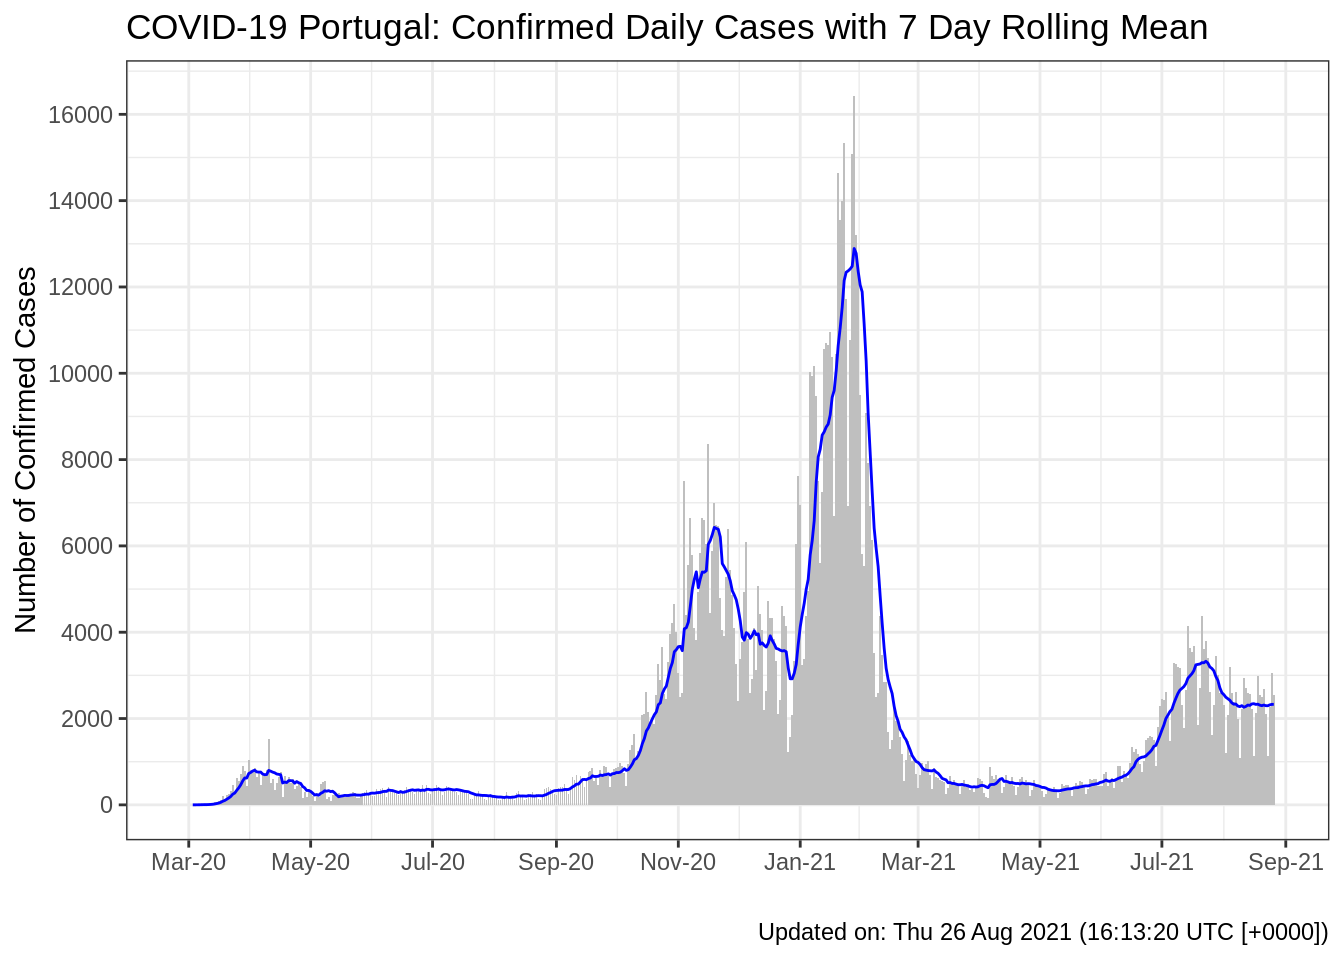 COVID-19 Portugal: Confirmed Daily Cases with 7 Day Rolling Mean
Number of Confirmed Cases
16000
14000
12000
10000
8000
6000
4000
2000
0
Mar-20 May-20 Jul-20 Sep-20 Nov-20 Jan-21 Mar-21 May-21 Jul-21 Sep-21
Updated on: Thu 26 Aug 2021 (16:13:20 UTC [+0000])